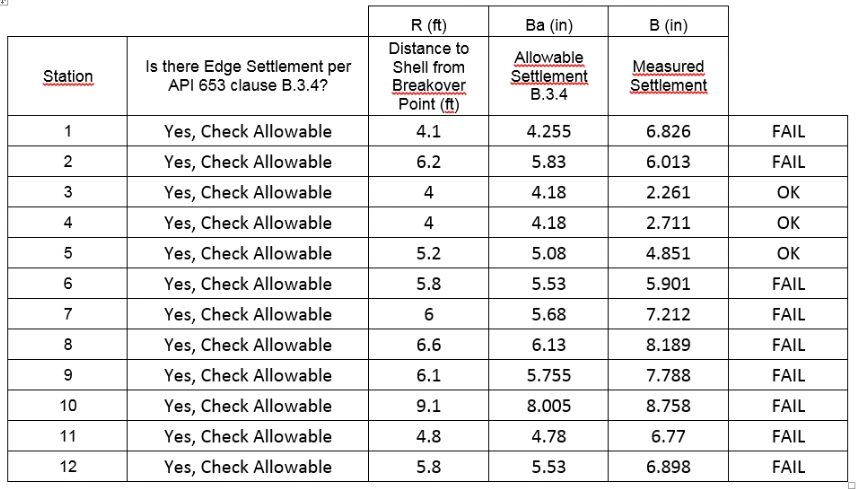 R (ft) Ba (in) B (in)
Station Is there Edge Settlement per API 653 clause B.3.4? Distance to Shell from Breakover Point (ft) Allowable Settlement B.3.4 Measured Settlement
1 Yes, Check Allowable 4.1 4.255 6.826 FAIL
2 Yes, Check Allowable 6.2 5.83 6.013 FAIL
3 Yes, Check Allowable 4 4.18 2.261 OK
4 Yes, Check Allowable 4 4.18 2.711 OK
5 Yes, Check Allowable 5.2 5.08 4.851 OK
6 Yes, Check Allowable 5.8 5.53 5.901 FAIL
7 Yes, Check Allowable 6 5.68 7.212 FAIL
8 Yes, Check Allowable 6.6 6.13 8.189 FAIL
9 Yes, Check Allowable 6.1 5.755 7.788 FAIL
10 Yes, Check Allowable 9.1 8.005 8.758 FAIL
11 Yes, Check Allowable 4.8 4.78 6.77 FAIL
12 Yes, Check Allowable 5.8 5.53 6.898 FAIL